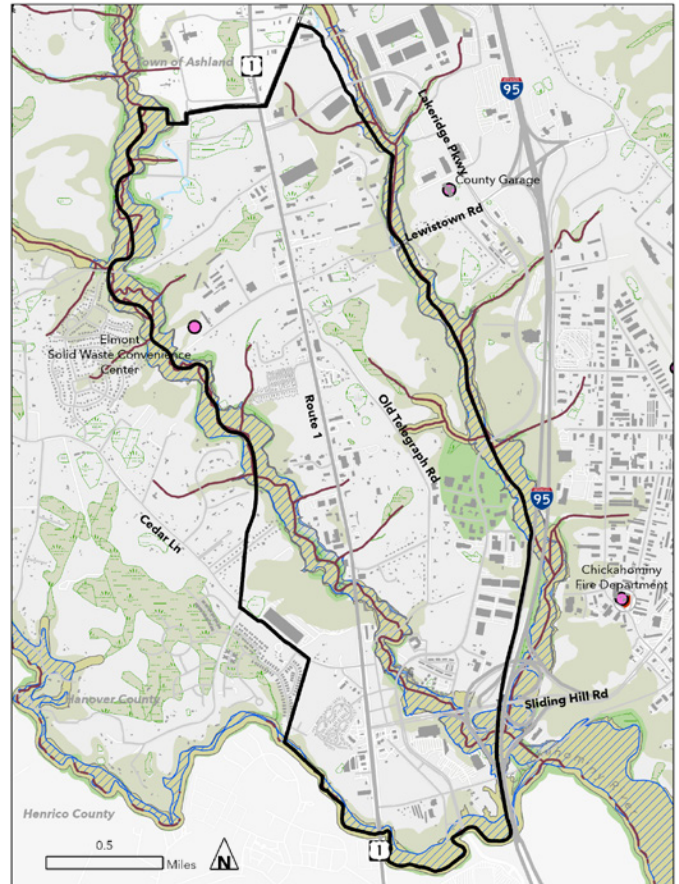 Town of Ashland
1
95
Lakeridge Pkwy
County Garage
Lewistown Rd
Elmont
Solid Waste Convenience
Center
Route 1
Old Telegraph Rd
95
Cedar Ln
Chickahominy
Fire Department
Hanover County
Sliding Hill Rd
Henrico County
0.5
Miles
N
1